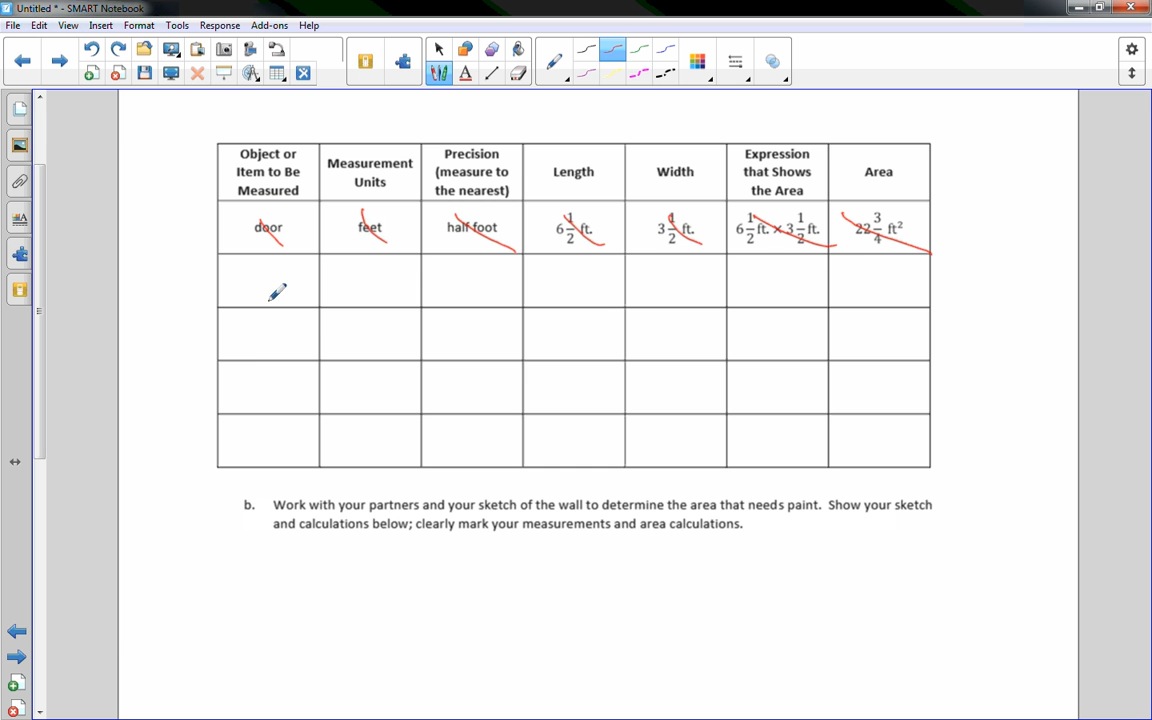 Untitled * - SMART Notebook
File Edit View Insert Format Tools Response Add-ons Help
Object or
Item to Be
Measured
Measurement
Units
Precision
(measure to
the nearest)
Length
Width
Expression
that Shows
the Area
Area
door
feet
half foot
6 1/2 ft.
3 1/2 ft.
6 1/2 ft. × 3 1/2 ft.
22 3/4 ft²
b. Work with your partners and your sketch of the wall to determine the area that needs paint. Show your sketch
and calculations below; clearly mark your measurements and area calculations.